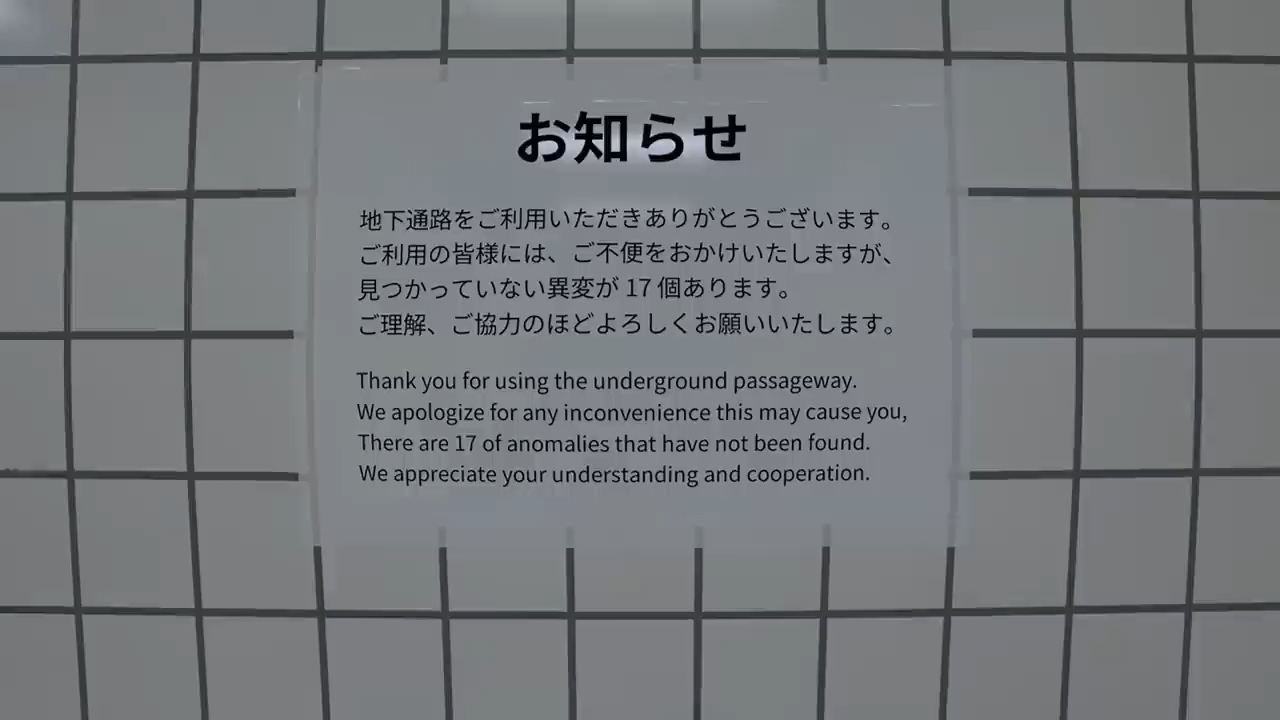 お知らせ
地下通路をご利用いただきありがとうございます。
ご利用の皆様には、ご不便をおかけいたしますが、
見つかっていない異変が 17 個あります。
ご理解、ご協力のほどよろしくお願いいたします。
Thank you for using the underground passageway.
We apologize for any inconvenience this may cause you,
There are 17 of anomalies that have not been found.
We appreciate your understanding and cooperation.